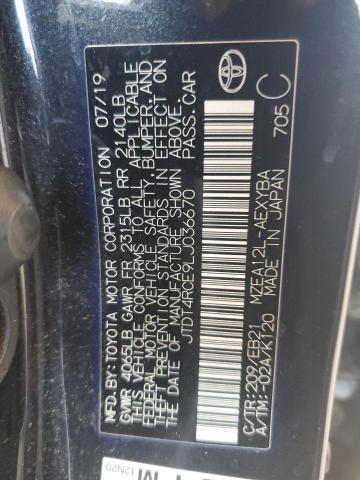 MFD.BY:TOYOTA MOTOR CORPORATION 07/19
GVWR 4065LB GAWR FR 2315LB RR 2140LB
THIS VEHICLE CONFORMS TO ALL APPLICABLE
FEDERAL MOTOR VEHICLE SAFETY,BUMPER,AND
THEFT PREVENTION STANDARDS IN EFFECT ON
THE DATE OF MANUFACTURE SHOWN ABOVE.
JTDT4RCE9LJ036670 PASS.CAR
C/TR:209/EB21 MZEA12L-AEXYBA
A/TM:-02A/K120 MADE IN JAPAN
705 C
12N20